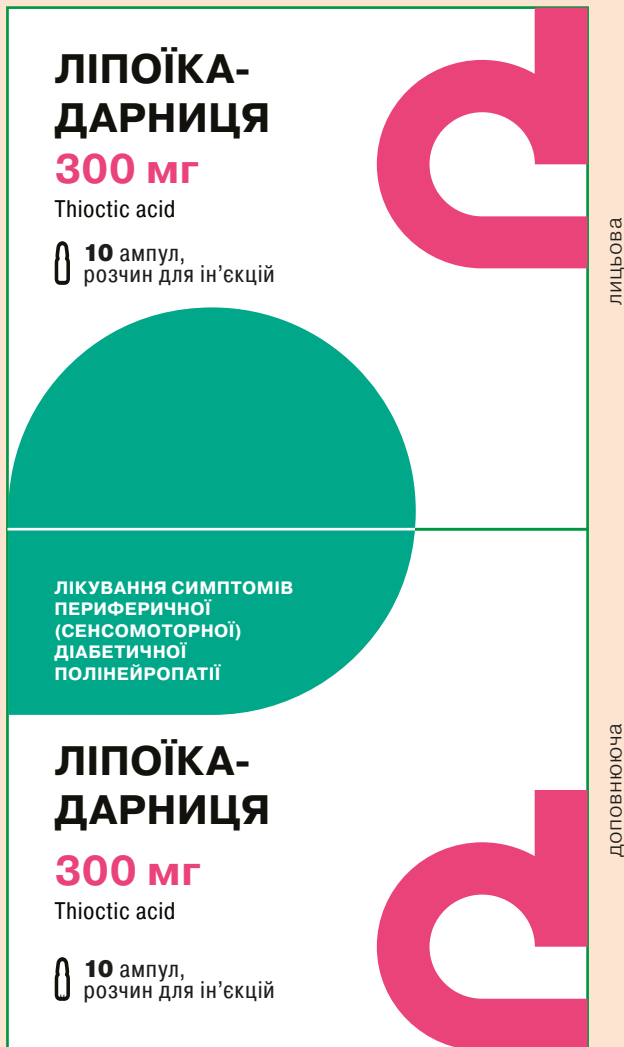 ЛІПОЇКА-
ДАРНИЦЯ
300 мг
Thioctic acid
10 ампул,
розчин для ін’єкцій
лицьова
ЛІКУВАННЯ СИМПТОМІВ
ПЕРИФЕРИЧНОЇ
(СЕНСОМОТОРНОЇ)
ДІАБЕТИЧНОЇ
ПОЛІНЕЙРОПАТІЇ
ЛІПОЇКА-
ДАРНИЦЯ
300 мг
Thioctic acid
10 ампул,
розчин для ін’єкцій
доповнююча